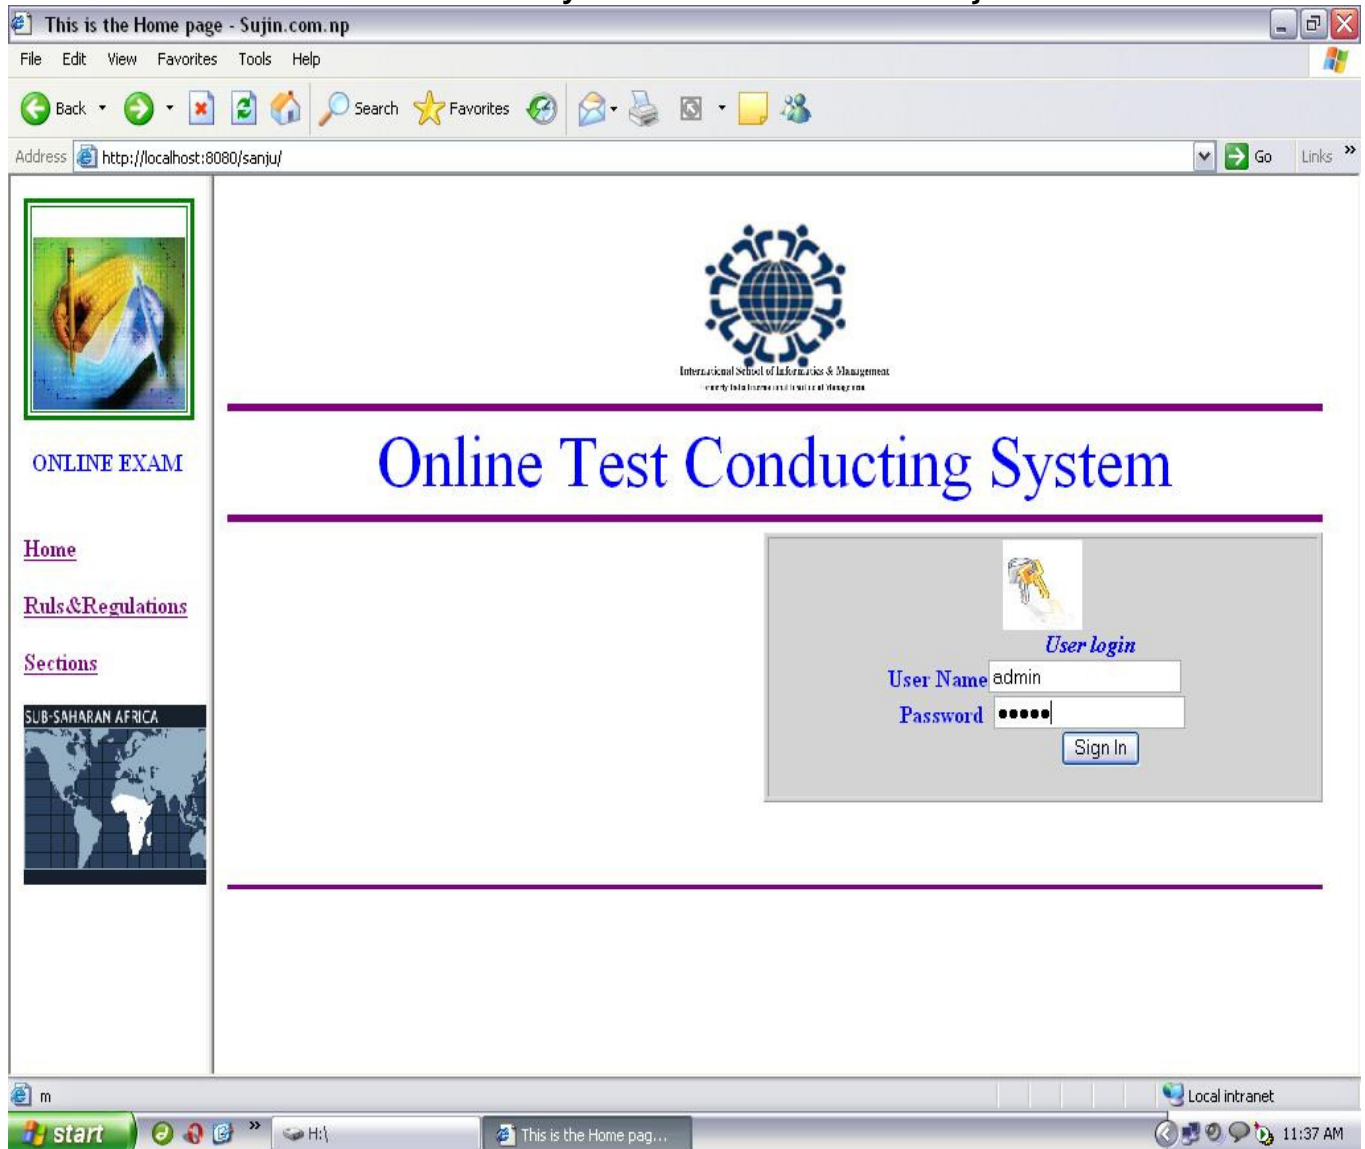 This is the Home page - Sujin.com.np
File Edit View Favorites Tools Help
Back Search Favorites
Address http://localhost:8080/sanju/ Go Links »
International School of Informatics & Management
ONLINE EXAM
Online Test Conducting System
Home
Ruls&Regulations
Sections
SUB-SAHARAN AFRICA
User login
User Name admin
Password •••••
Sign In
m Local intranet
start » H:\ This is the Home pag... 11:37 AM